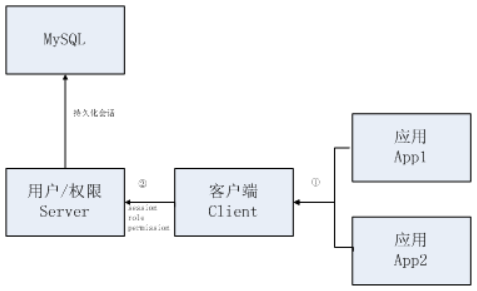 MySQL
持久化会话
用户/权限
Server
②
session
role
permission
客户端
Client
①
应用
App1
应用
App2